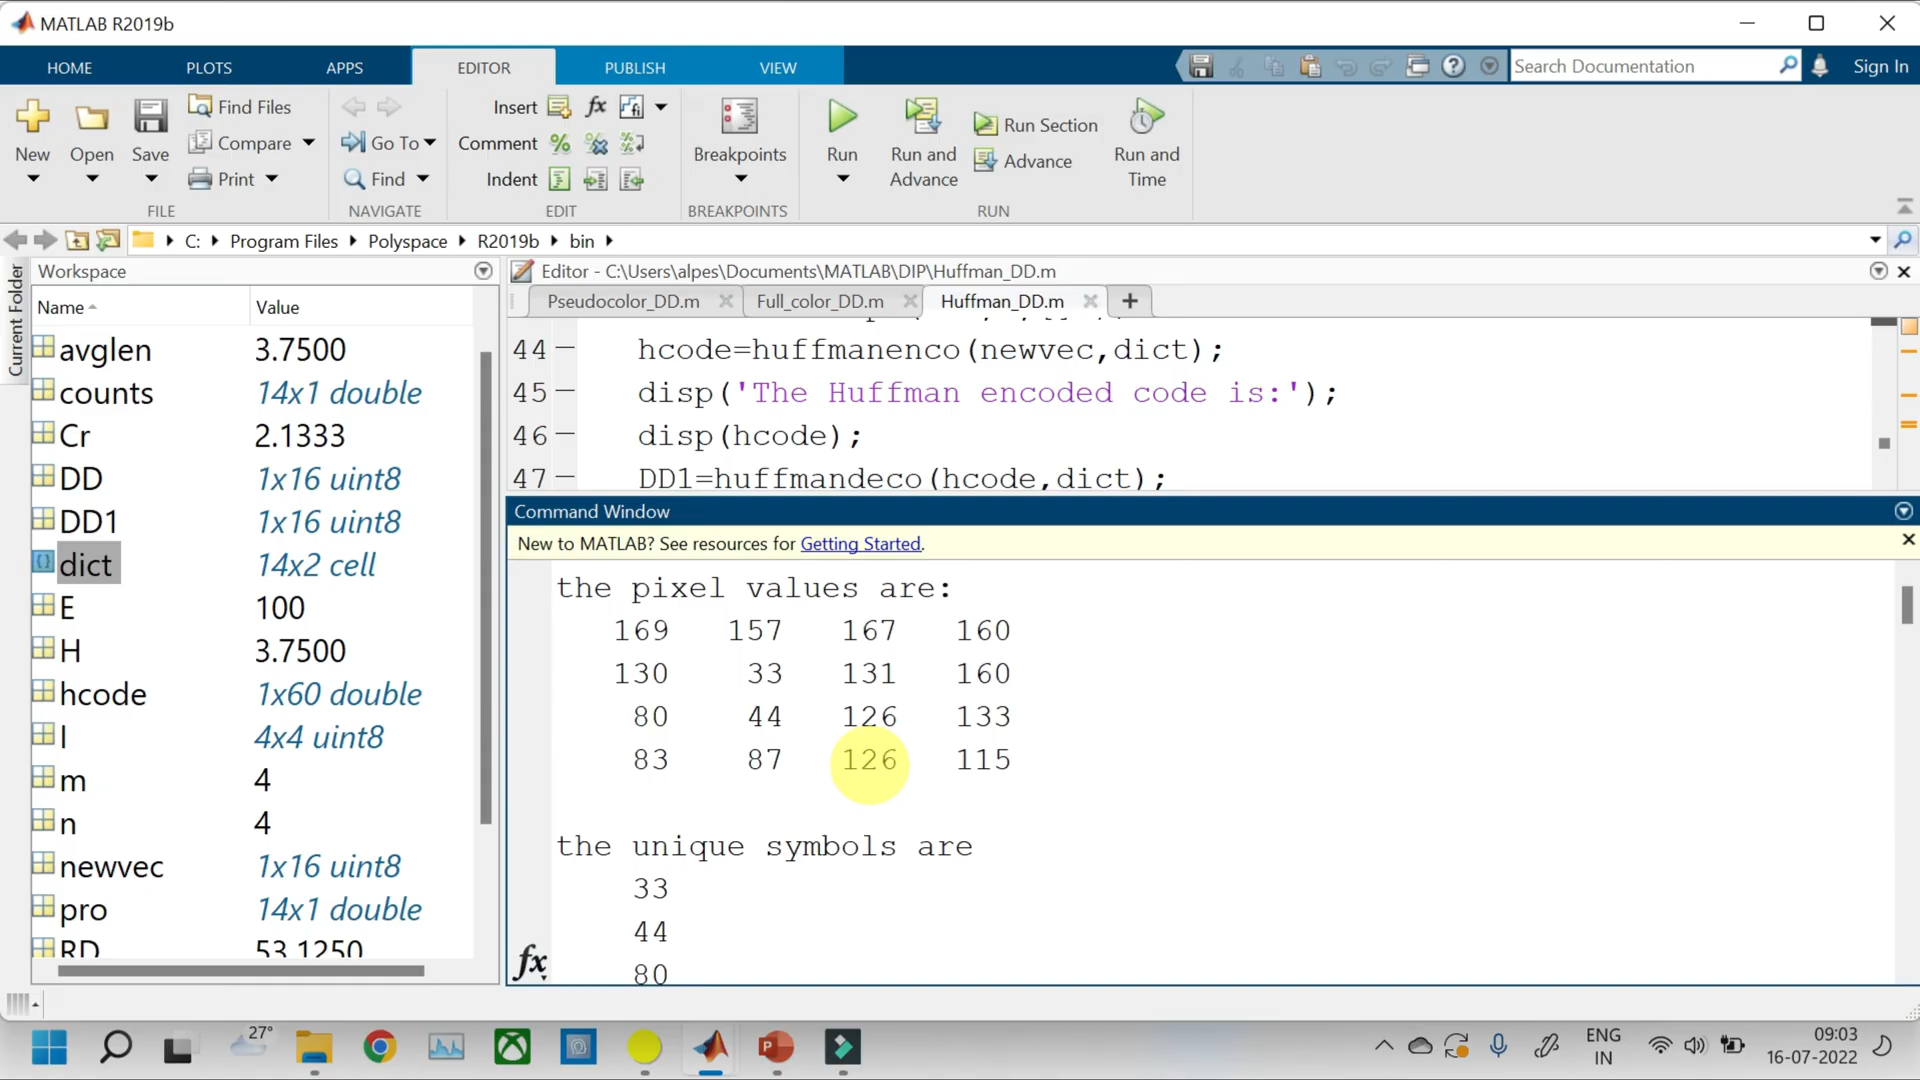 MATLAB R2019b
HOME PLOTS APPS EDITOR PUBLISH VIEW Search Documentation Sign In
New Open Save Find Files Compare Print Go To Find Insert Comment Indent Breakpoints Run Run and Advance Run Section Advance Run and Time
FILE NAVIGATE EDIT BREAKPOINTS RUN
C: Program Files Polyspace R2019b bin
Current Folder
Workspace
Name Value
avglen 3.7500
counts 14x1 double
Cr 2.1333
DD 1x16 uint8
DD1 1x16 uint8
dict 14x2 cell
E 100
H 3.7500
hcode 1x60 double
I 4x4 uint8
m 4
n 4
newvec 1x16 uint8
pro 14x1 double
RD 53.1250
Editor - C:\Users\alpes\Documents\MATLAB\DIP\Huffman_DD.m
Pseudocolor_DD.m Full_color_DD.m Huffman_DD.m
44 hcode=huffmanenco(newvec,dict);
45 disp('The Huffman encoded code is:');
46 disp(hcode);
47 DD1=huffmandeco(hcode,dict);
Command Window
New to MATLAB? See resources for Getting Started.
the pixel values are:
169 157 167 160
130 33 131 160
80 44 126 133
83 87 126 115
the unique symbols are
33
44
80
fx
27°
ENG
IN
09:03
16-07-2022